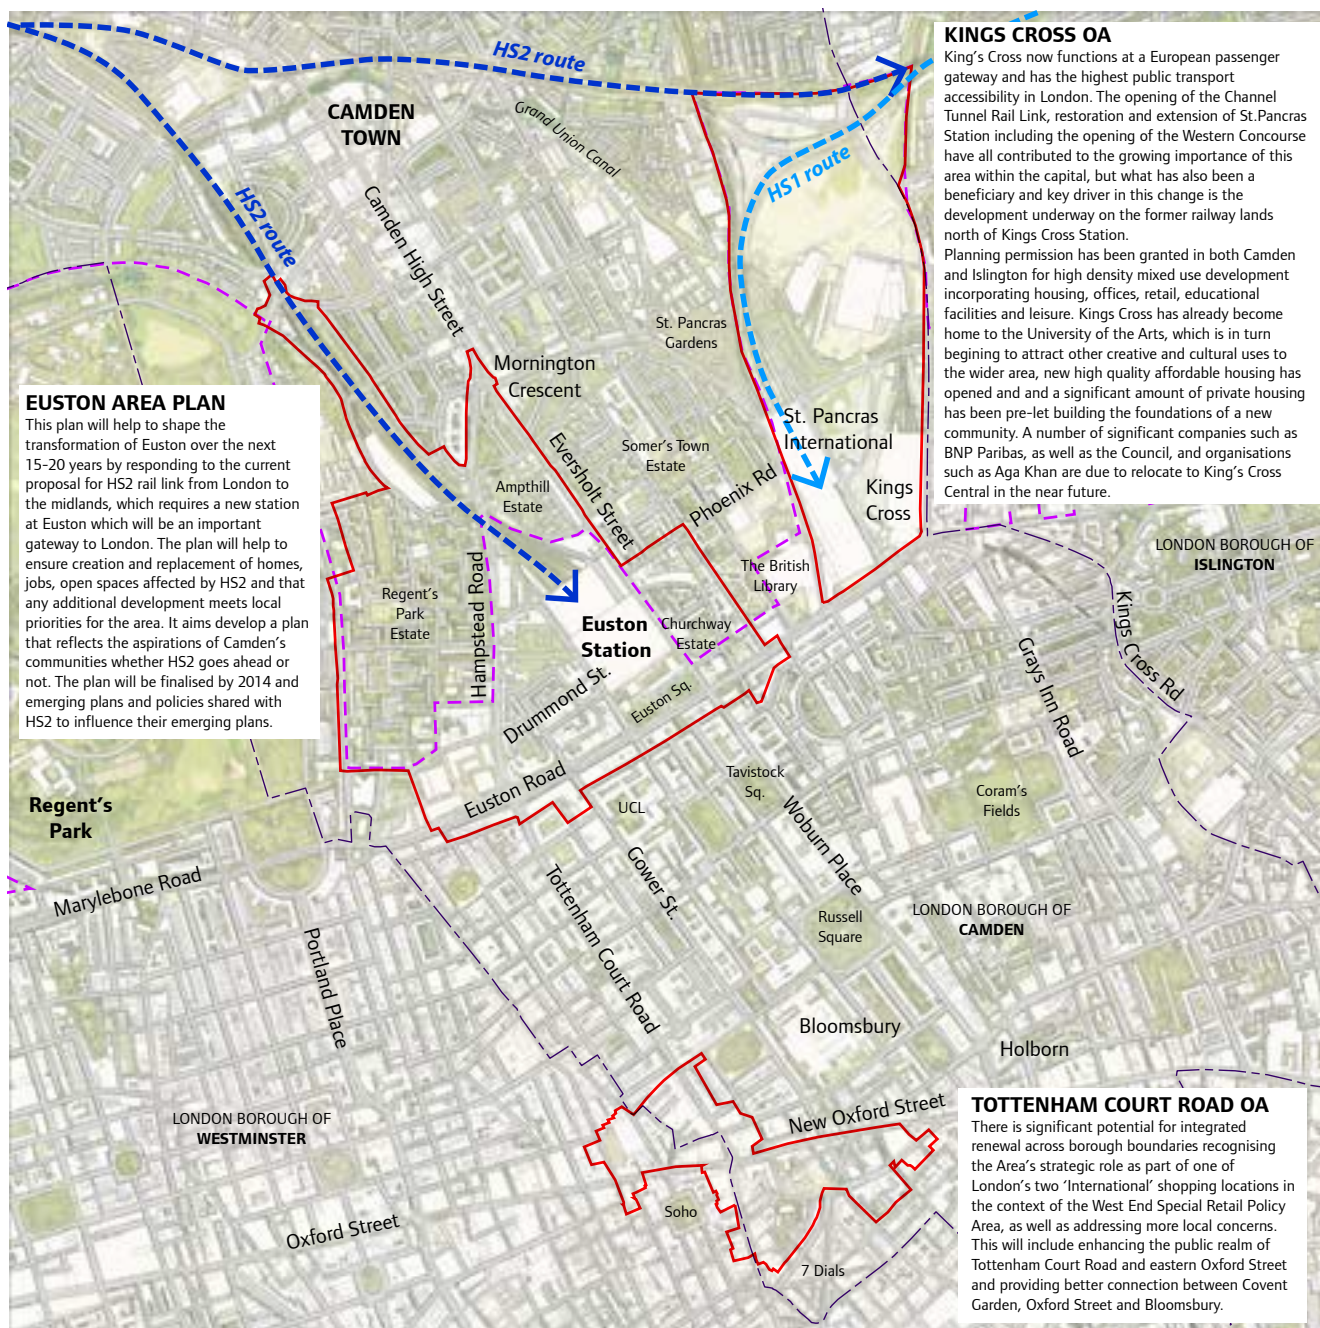 HS2 route
KINGS CROSS OA
King's Cross now functions at a European passenger
gateway and has the highest public transport
accessibility in London. The opening of the Channel
Tunnel Rail Link, restoration and extension of St.Pancras
Station including the opening of the Western Concourse
have all contributed to the growing importance of this
area within the capital, but what has also been a
beneficiary and key driver in this change is the
development underway on the former railway lands
north of Kings Cross Station.
Planning permission has been granted in both Camden
and Islington for high density mixed use development
incorporating housing, offices, retail, educational
facilities and leisure. Kings Cross has already become
home to the University of the Arts, which is in turn
begining to attract other creative and cultural uses to
the wider area, new high quality affordable housing has
opened and and a significant amount of private housing
has been pre-let building the foundations of a new
community. A number of significant companies such as
BNP Paribas, as well as the Council, and organisations
such as Aga Khan are due to relocate to King's Cross
Central in the near future.
CAMDEN
TOWN
Grand Union Canal
HS1 route
HS2 route
Camden High Street
St. Pancras
Gardens
Mornington
Crescent
EUSTON AREA PLAN
This plan will help to shape the
transformation of Euston over the next
15-20 years by responding to the current
proposal for HS2 rail link from London to
the midlands, which requires a new station
at Euston which will be an important
gateway to London. The plan will help to
ensure creation and replacement of homes,
jobs, open spaces affected by HS2 and that
any additional development meets local
priorities for the area. It aims develop a plan
that reflects the aspirations of Camden's
communities whether HS2 goes ahead or
not. The plan will be finalised by 2014 and
emerging plans and policies shared with
HS2 to influence their emerging plans.
St. Pancras
International
Somer's Town
Estate
Eversholt Street
Ampthill
Estate
Phoenix Rd
Kings
Cross
LONDON BOROUGH OF
ISLINGTON
The British
Library
Regent's
Park
Estate
Hampstead Road
Euston
Station
Churchway
Estate
Kings Cross Rd
Grays Inn Road
Drummond St.
Euston Sq.
Euston Road
Tavistock
Sq.
Coram's
Fields
Regent's
Park
UCL
Woburn Place
Marylebone Road
Gower St.
Tottenham Court Road
Russell
Square
LONDON BOROUGH OF
CAMDEN
Portland Place
Bloomsbury
Holborn
LONDON BOROUGH OF
WESTMINSTER
New Oxford Street
TOTTENHAM COURT ROAD OA
There is significant potential for integrated
renewal across borough boundaries recognising
the Area's strategic role as part of one of
London's two 'International' shopping locations in
the context of the West End Special Retail Policy
Area, as well as addressing more local concerns.
This will include enhancing the public realm of
Tottenham Court Road and eastern Oxford Street
and providing better connection between Covent
Garden, Oxford Street and Bloomsbury.
Soho
Oxford Street
7 Dials